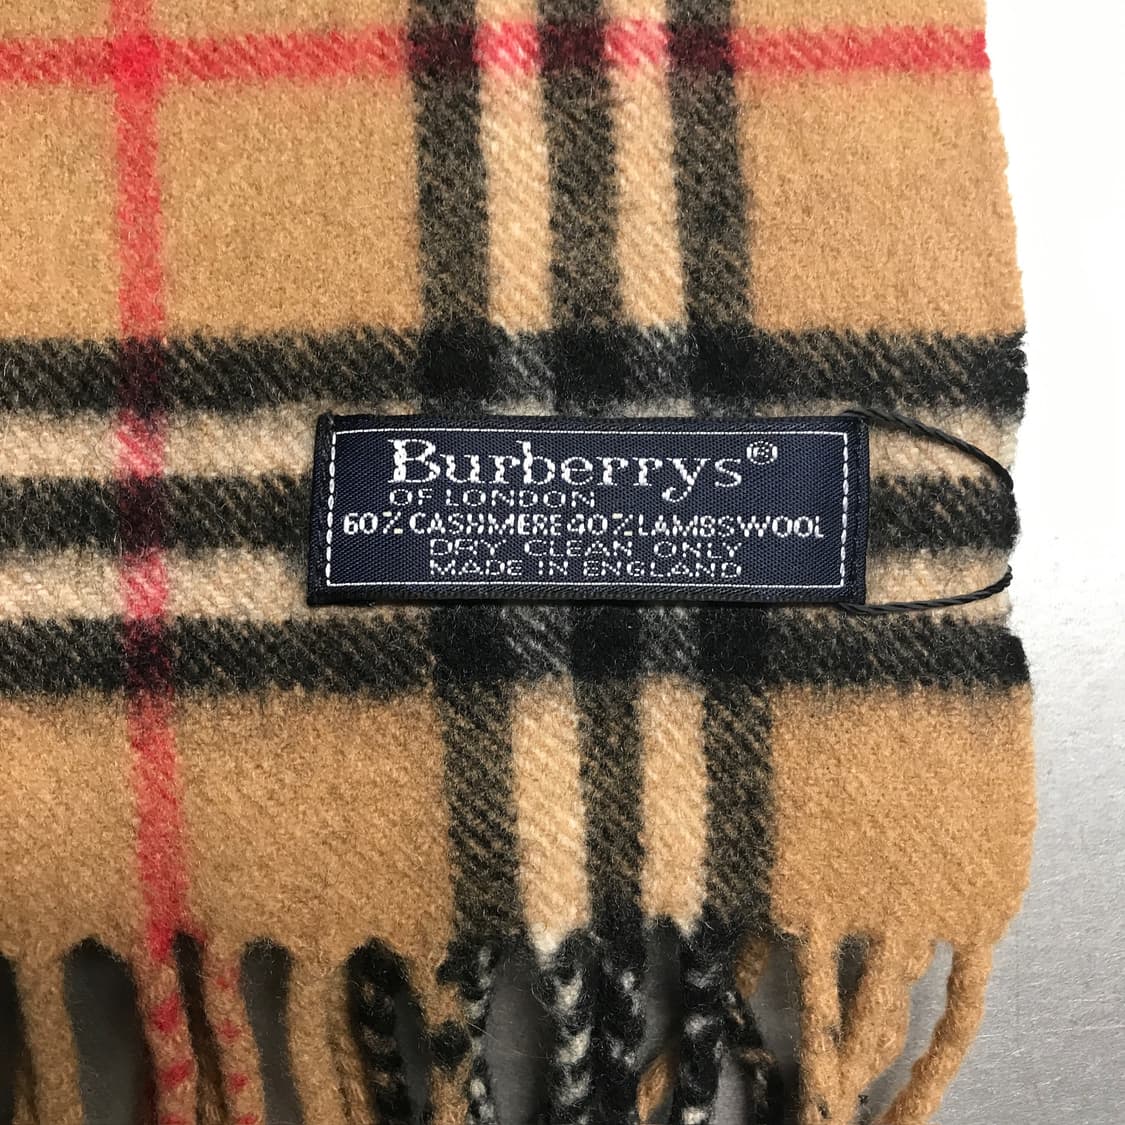 Burberrys®
OF LONDON
60% CASHMERE 40% LAMBSWOOL
DRY CLEAN ONLY
MADE IN ENGLAND